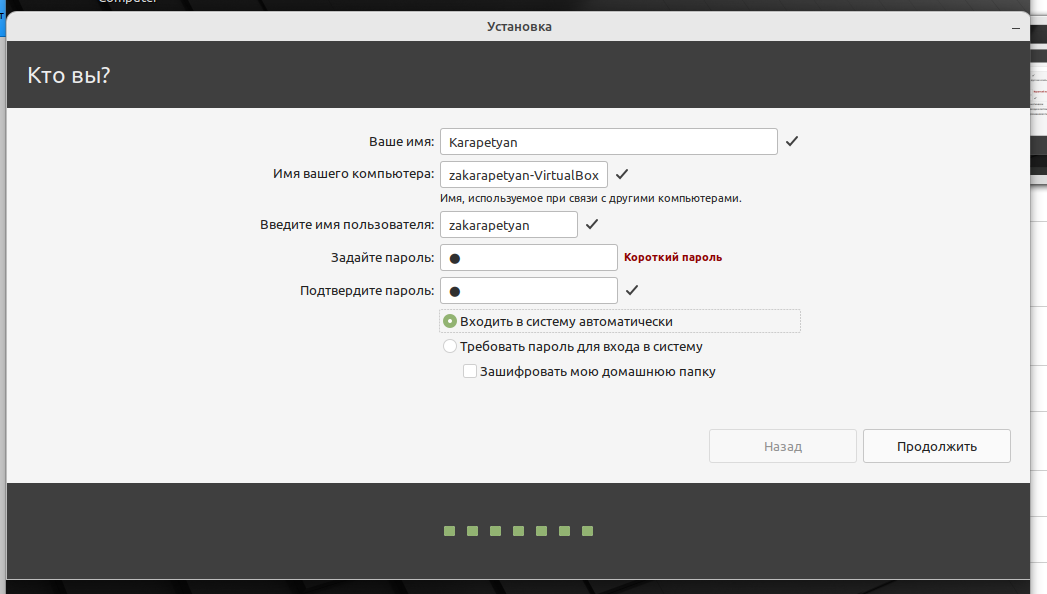 Computer
Установка
Кто вы?
Ваше имя: Karapetyan
Имя вашего компьютера: zakarapetyan-VirtualBox
Имя, используемое при связи с другими компьютерами.
Введите имя пользователя: zakarapetyan
Задайте пароль: ● Короткий пароль
Подтвердите пароль: ●
Входить в систему автоматически
Требовать пароль для входа в систему
Зашифровать мою домашнюю папку
Назад Продолжить